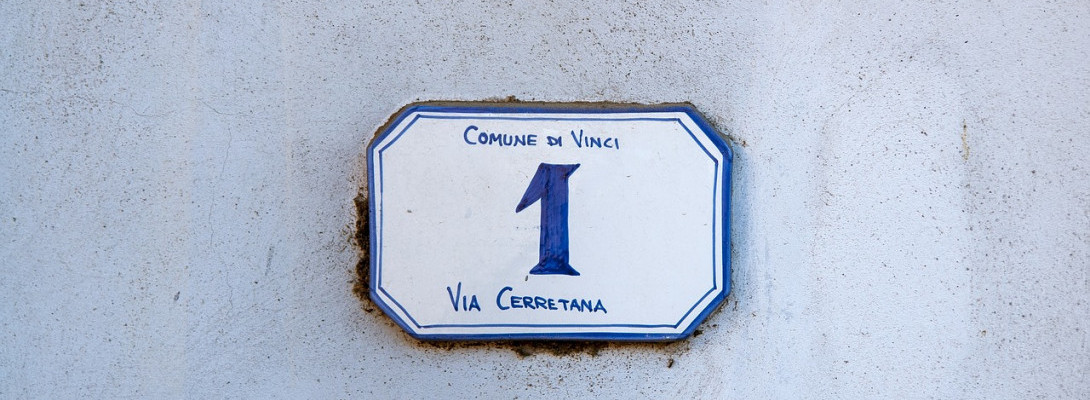 Comune di Vinci
1
Via Cerretana